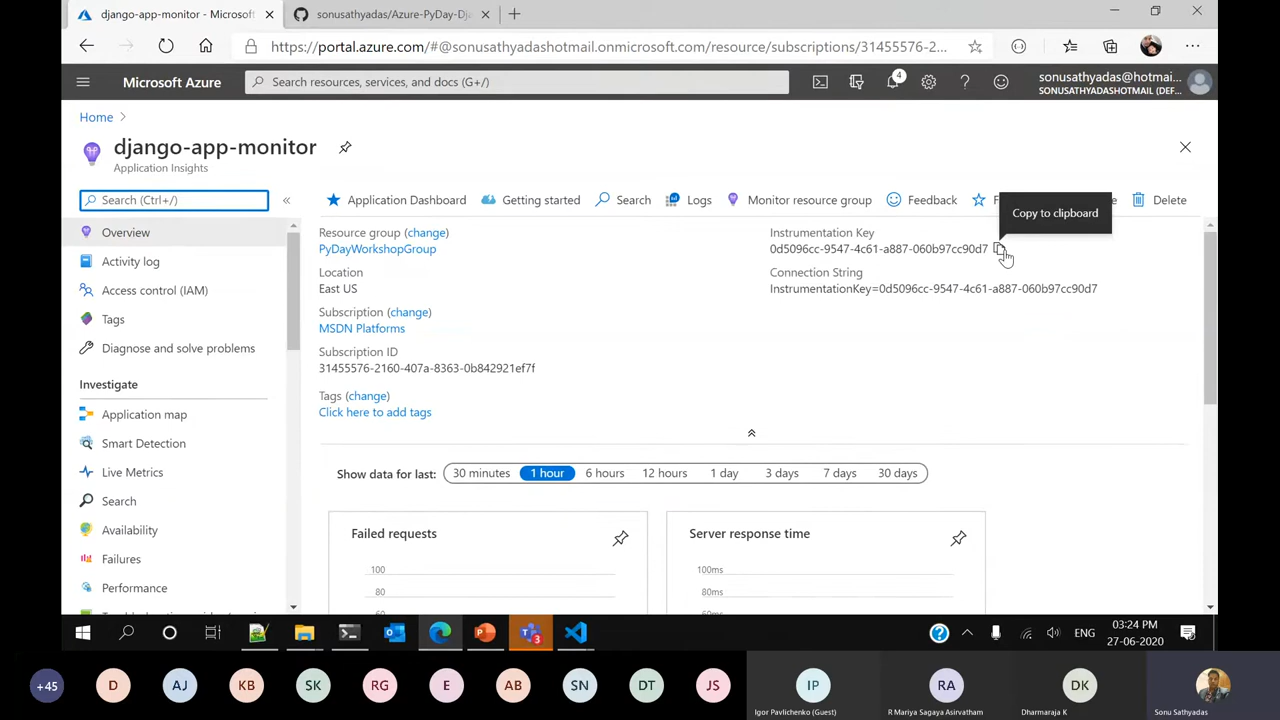 django-app-monitor - Microsoft
sonusathyadas/Azure-PyDay-Dj
https://portal.azure.com/#@sonusathyadashotmail.onmicrosoft.com/resource/subscriptions/31455576-2...
Microsoft Azure
Search resources, services, and docs (G+/)
4
sonusathyadas@hotmai...
SONUSATHYADASHOTMAIL (DEF...
Home
django-app-monitor
Application Insights
Search (Ctrl+/)
Application Dashboard
Getting started
Search
Logs
Monitor resource group
Feedback
F
e
Delete
Copy to clipboard
Overview
Activity log
Access control (IAM)
Tags
Diagnose and solve problems
Investigate
Application map
Smart Detection
Live Metrics
Search
Availability
Failures
Performance
Resource group (change)
PyDayWorkshopGroup
Location
East US
Subscription (change)
MSDN Platforms
Subscription ID
31455576-2160-407a-8363-0b842921ef7f
Tags (change)
Click here to add tags
Instrumentation Key
0d5096cc-9547-4c61-a887-060b97cc90d7
Connection String
InstrumentationKey=0d5096cc-9547-4c61-a887-060b97cc90d7
Show data for last:
30 minutes
1 hour
6 hours
12 hours
1 day
3 days
7 days
30 days
Failed requests
100
80
60
Server response time
100ms
80ms
60ms
3
ENG
03:24 PM
27-06-2020
+45
D
AJ
KB
SK
RG
E
AB
SN
DT
JS
IP
Igor Pavlichenko (Guest)
RA
R Mariya Sagaya Asirvatham
DK
Dharmaraja K
Sonu Sathyadas